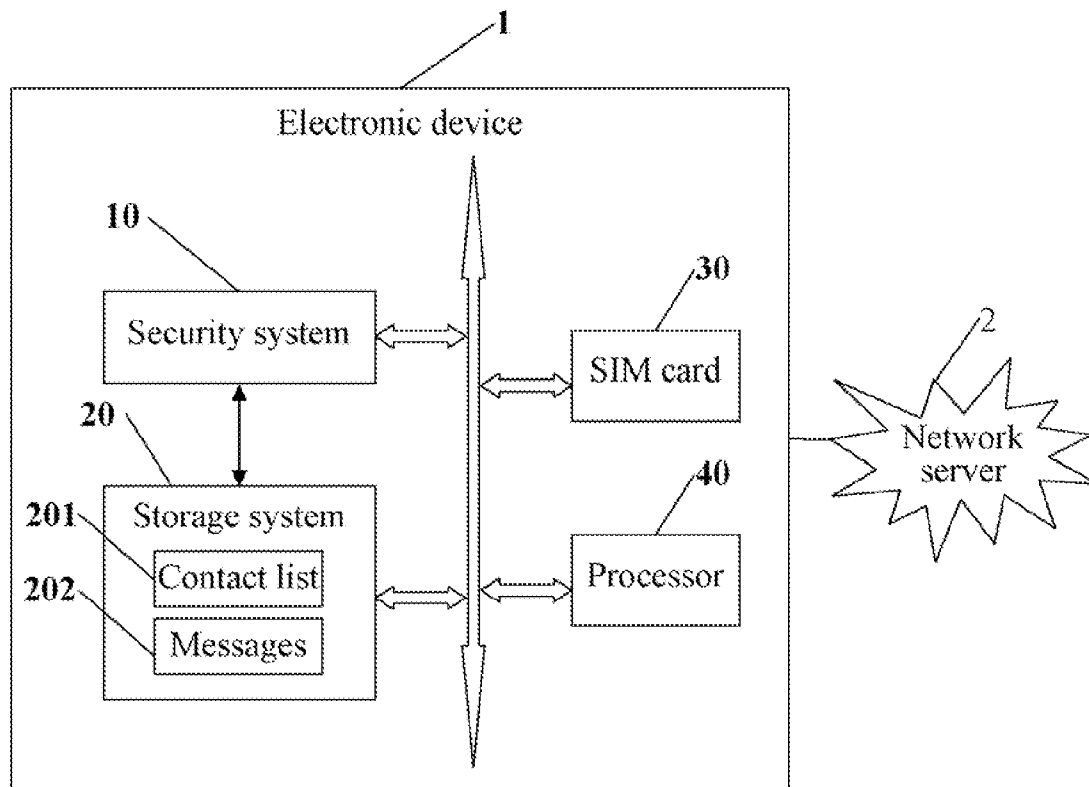 1
Electronic device
10
Security system
30
SIM card
2
Network
server
20
Storage system
201
Contact list
202
Messages
40
Processor